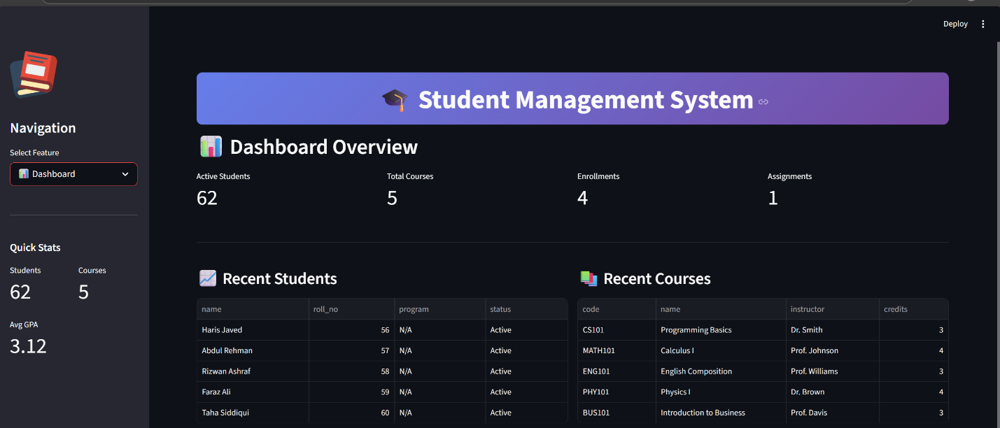 Deploy
Navigation
Select Feature
Dashboard
Quick Stats
Students Courses
62 5
Avg GPA
3.12
Student Management System
Dashboard Overview
Active Students Total Courses Enrollments Assignments
62 5 4 1
Recent Students
name roll_no program status
Haris Javed 56 N/A Active
Abdul Rehman 57 N/A Active
Rizwan Ashraf 58 N/A Active
Faraz Ali 59 N/A Active
Taha Siddiqui 60 N/A Active
Recent Courses
code name instructor credits
CS101 Programming Basics Dr. Smith 3
MATH101 Calculus I Prof. Johnson 4
ENG101 English Composition Prof. Williams 3
PHY101 Physics I Dr. Brown 4
BUS101 Introduction to Business Prof. Davis 3